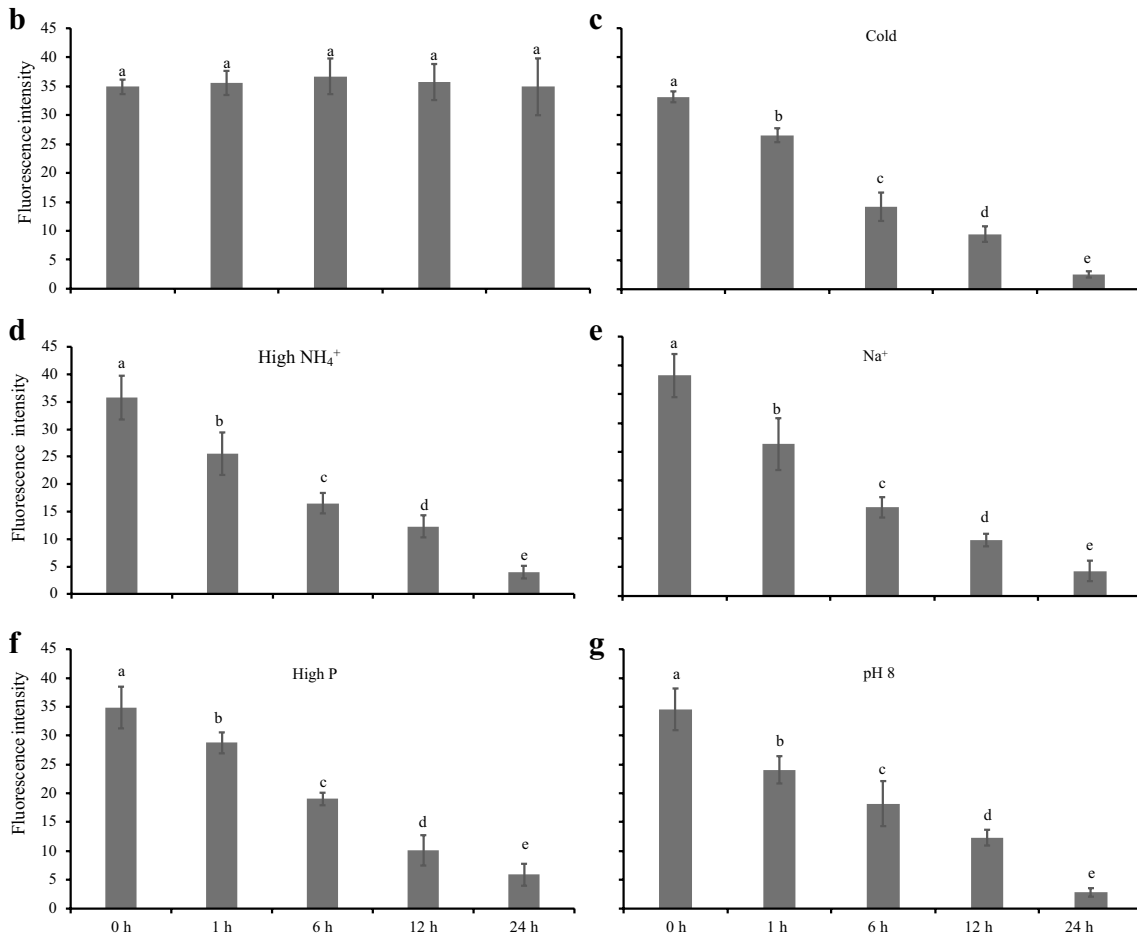 b
Fluorescence intensity
45
40
35
30
25
20
15
10
5
0
a a a a a
c
Cold
a b c d e
d
High NH₄⁺
Fluorescence intensity
45
40
35
30
25
20
15
10
5
0
a b c d e
e
Na⁺
a b c d e
f
High P
Fluorescence intensity
45
40
35
30
25
20
15
10
5
0
a b c d e
0 h 1 h 6 h 12 h 24 h
g
pH 8
a b c d e
0 h 1 h 6 h 12 h 24 h